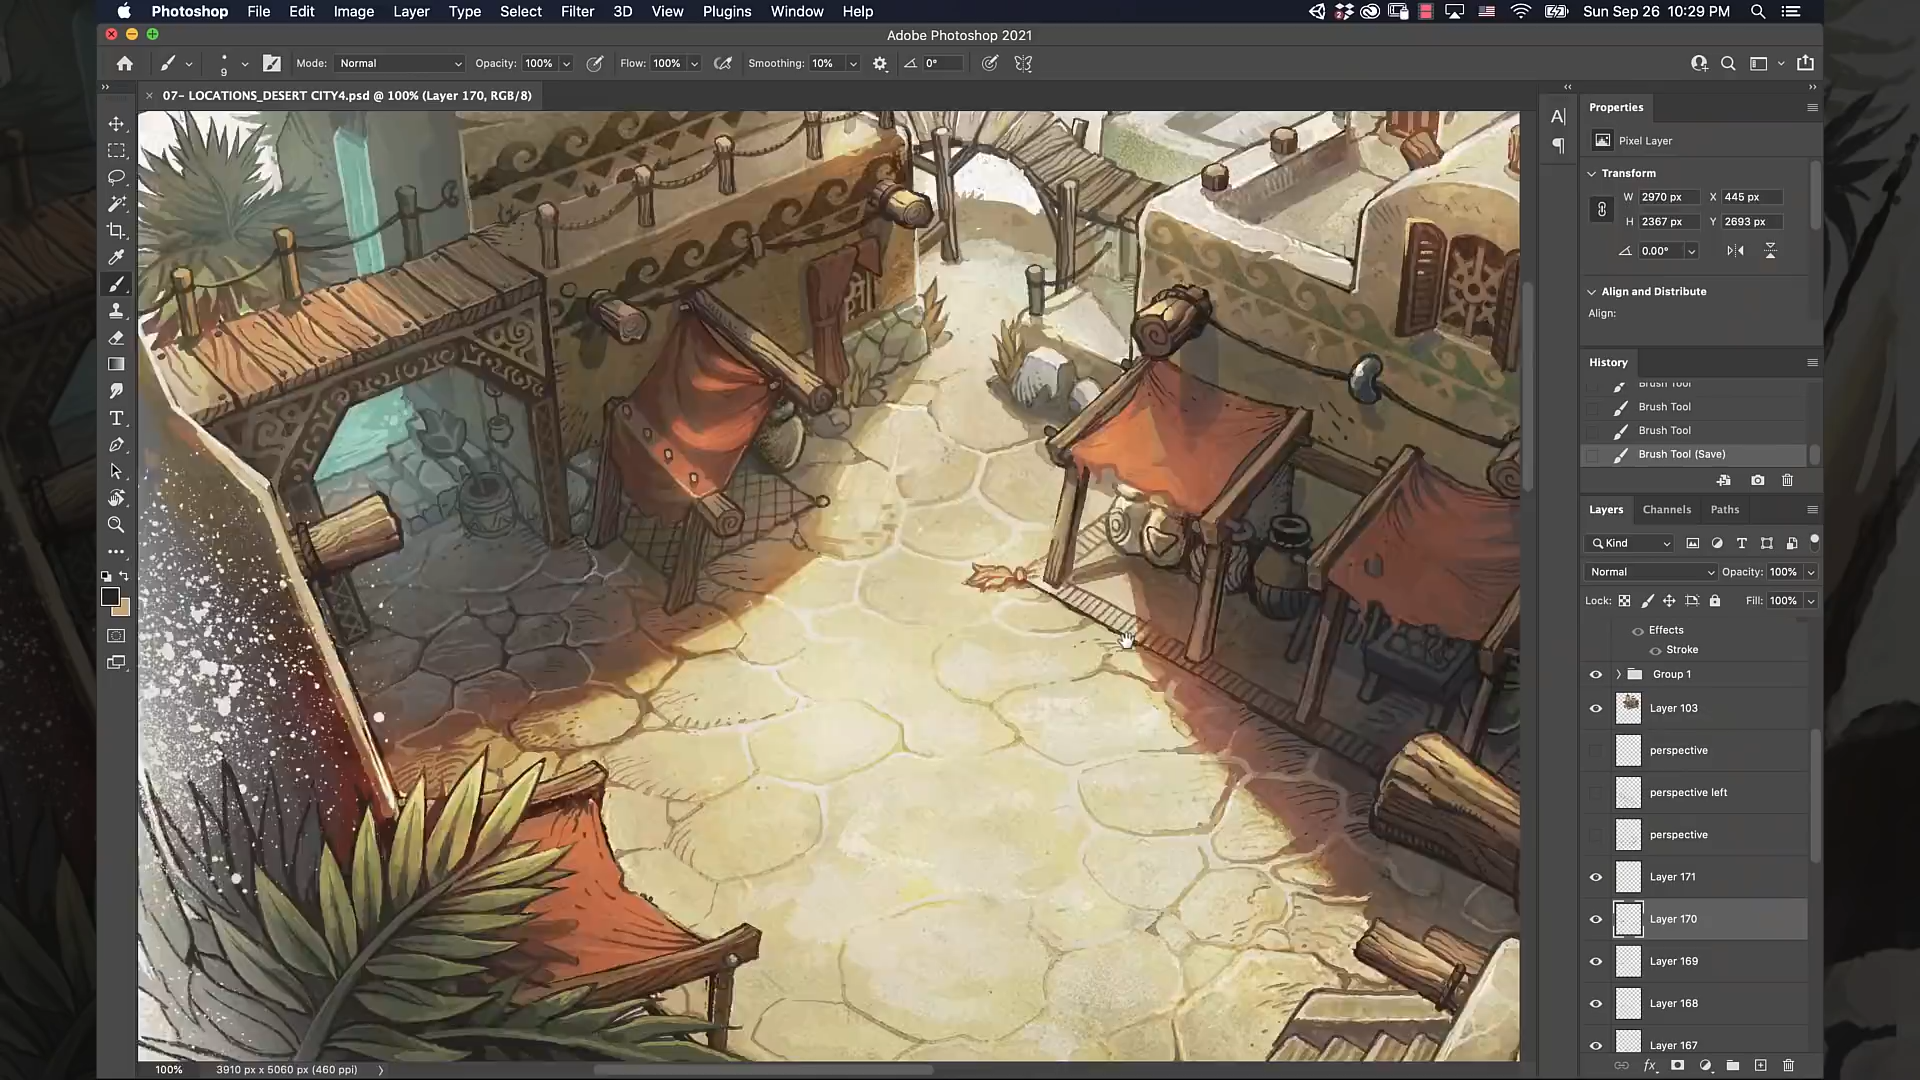 Photoshop File Edit Image Layer Type Select Filter 3D View Plugins Window Help Sun Sep 26 10:29 PM
Adobe Photoshop 2021
9 Mode: Normal Opacity: 100% Flow: 100% Smoothing: 10% 0°
07- LOCATIONS_DESERT CITY4.psd @ 100% (Layer 170, RGB/8)
Properties
Pixel Layer
Transform
W 2970 px X 445 px
H 2367 px Y 2693 px
0.00°
Align and Distribute
Align:
History
Brush Tool
Brush Tool
Brush Tool
Brush Tool (Save)
Layers Channels Paths
Kind
Normal Opacity: 100%
Lock: Fill: 100%
Effects
Stroke
Group 1
Layer 103
perspective
perspective left
perspective
Layer 171
Layer 170
Layer 169
Layer 168
Layer 167
100% 3910 px x 5060 px (460 ppi)